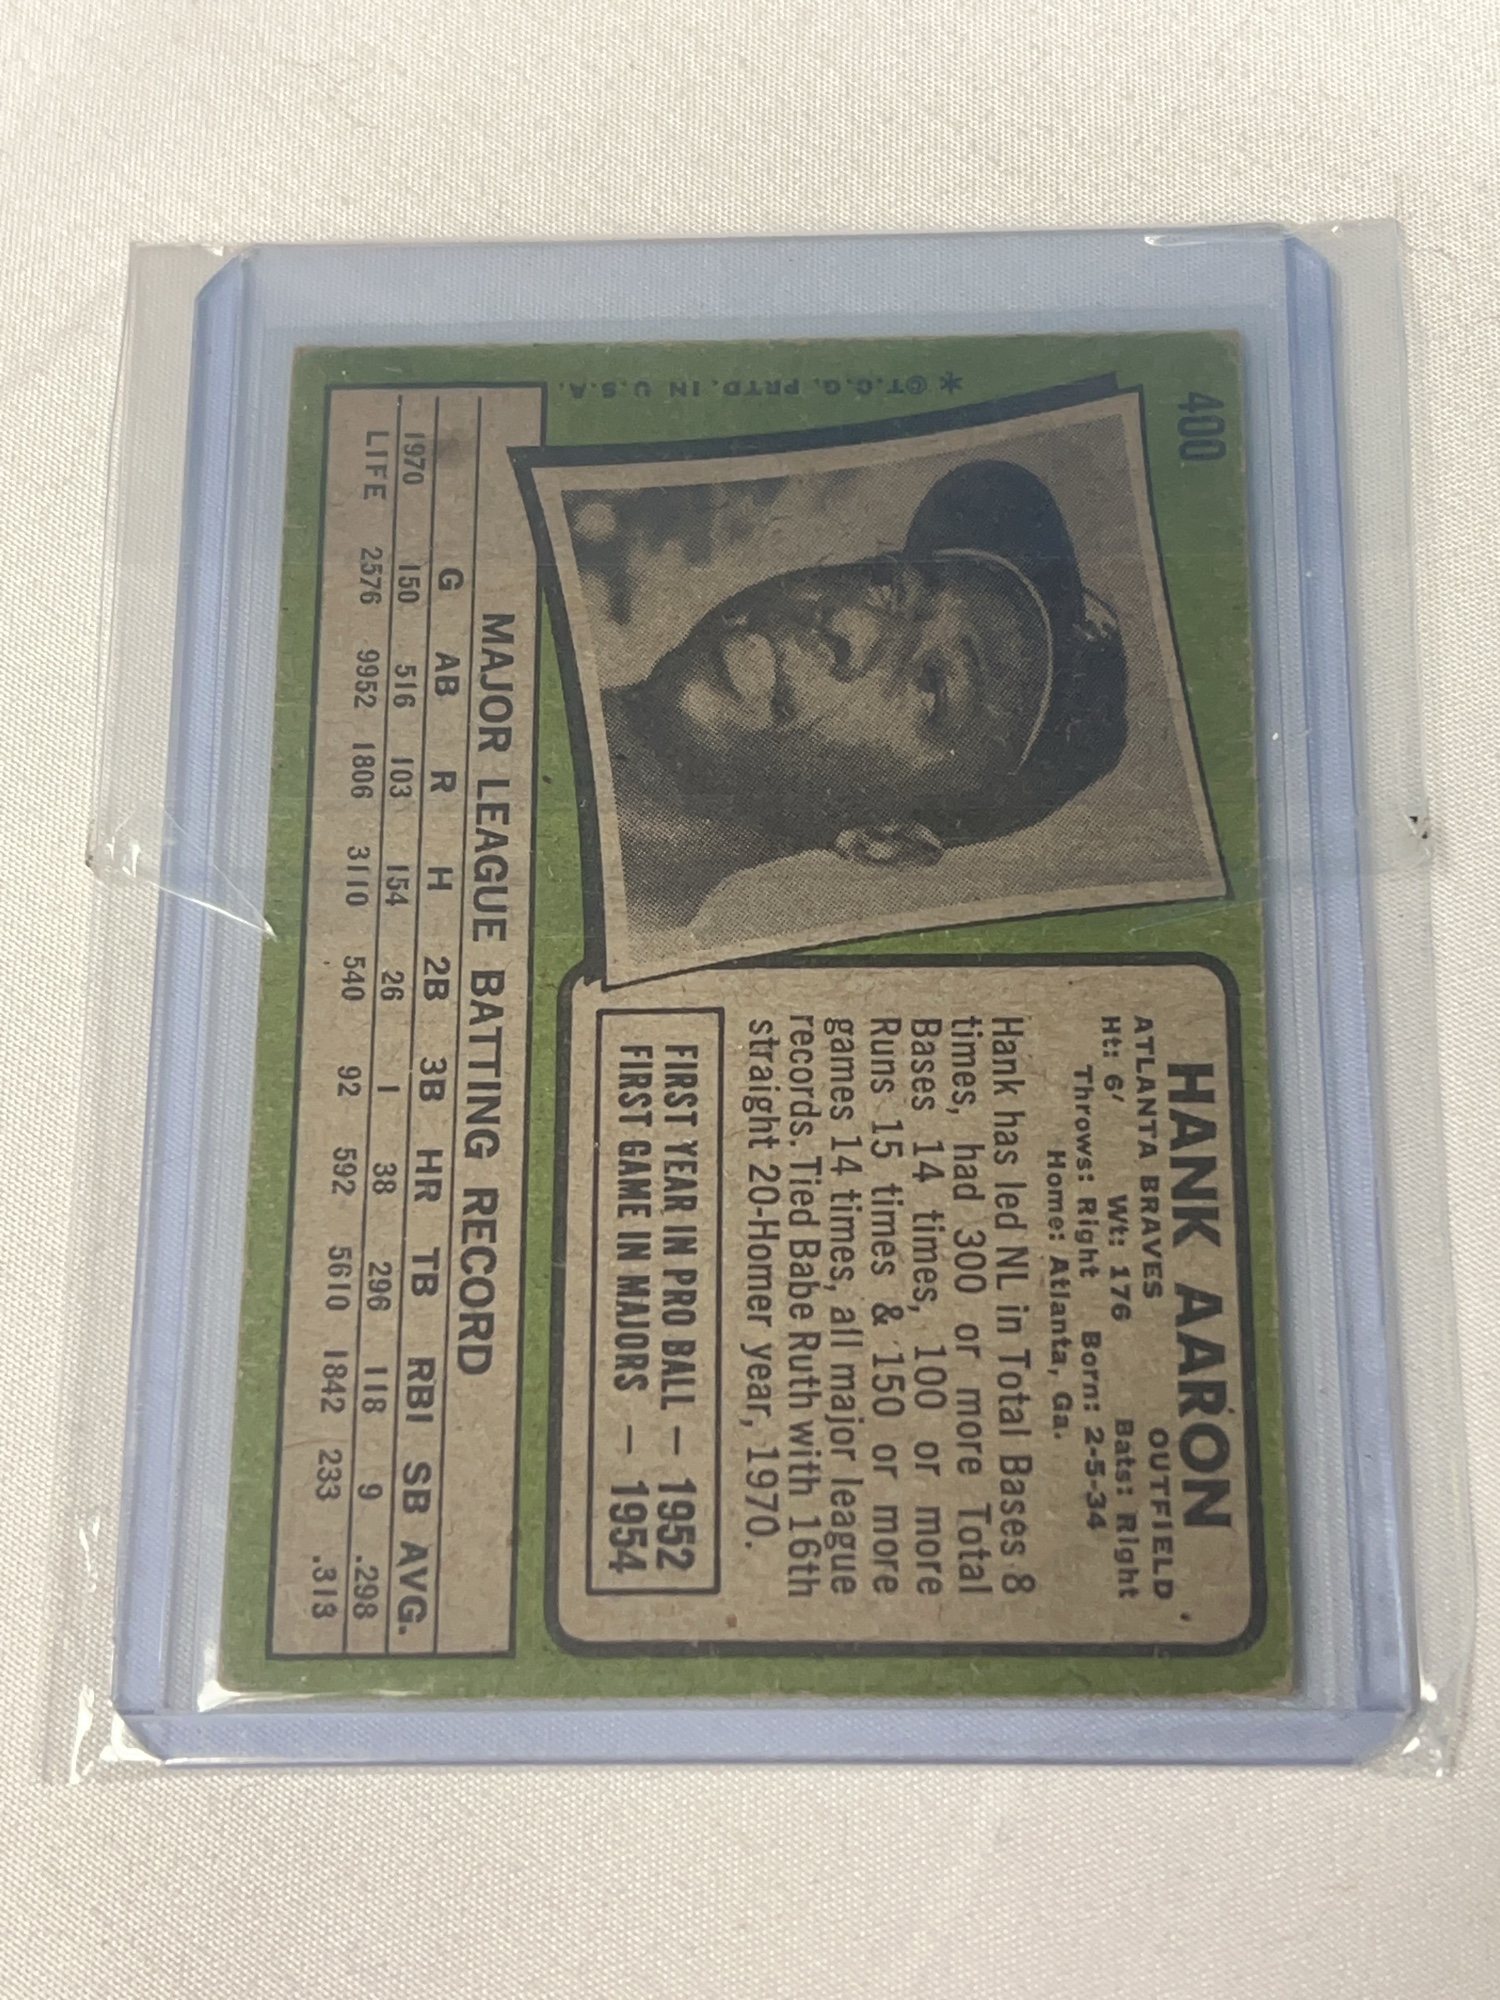 400
* ©T.C.G. PRTD. IN U.S.A.
HANK AARON
ATLANTA BRAVES OUTFIELD
Ht: 6' Wt: 176 Bats: Right
Throws: Right Born: 2-5-34
Home: Atlanta, Ga.
Hank has led NL in Total Bases 8
times, had 300 or more Total
Bases 14 times, 100 or more
Runs 15 times & 150 or more
games 14 times, all major league
records. Tied Babe Ruth with 16th
straight 20-Homer year, 1970.
FIRST YEAR IN PRO BALL — 1952
FIRST GAME IN MAJORS — 1954
MAJOR LEAGUE BATTING RECORD
G AB R H 2B 3B HR TB RBI SB AVG.
1970 150 516 103 154 26 1 38 296 118 9 .298
LIFE 2576 9952 1806 3110 540 92 592 5610 1842 233 .313